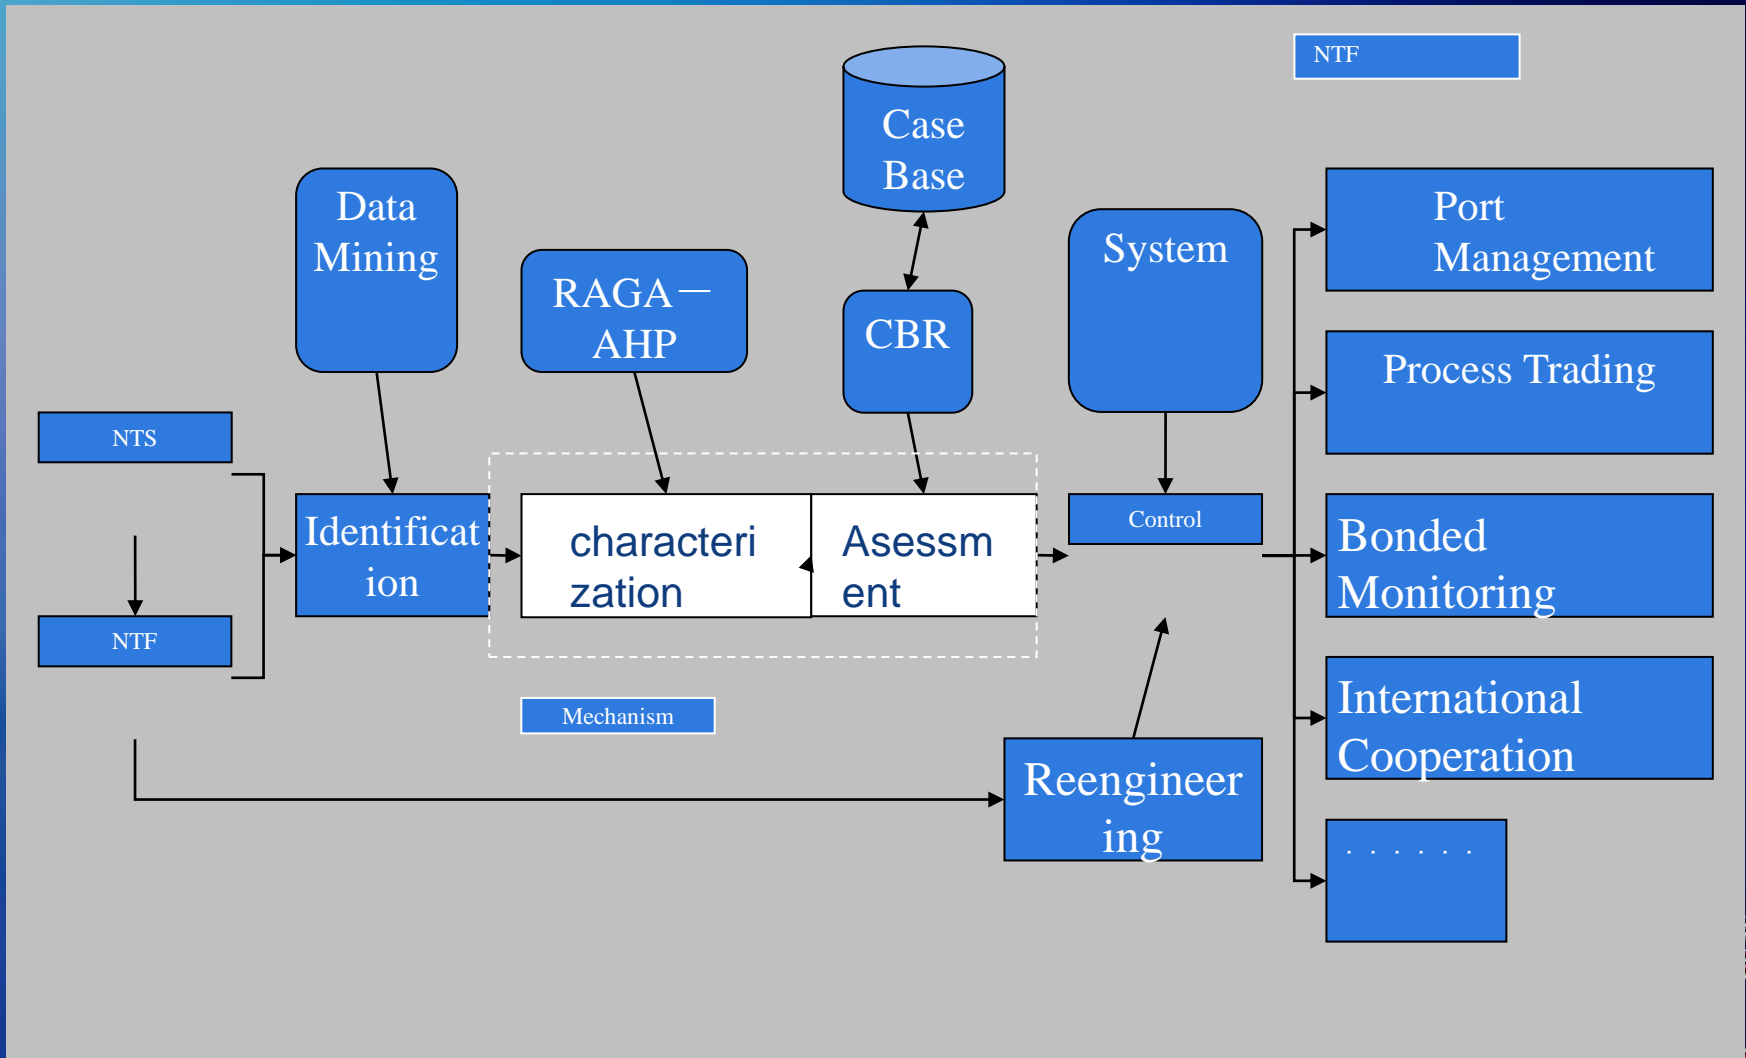 NTF
Case
Base
Data
Mining
RAGA－
AHP
CBR
System
Port
Management
Process Trading
NTS
Identificat
ion
characteri
zation
Asessm
ent
Control
Bonded
Monitoring
NTF
Mechanism
International
Cooperation
Reengineer
ing
. . . . . .